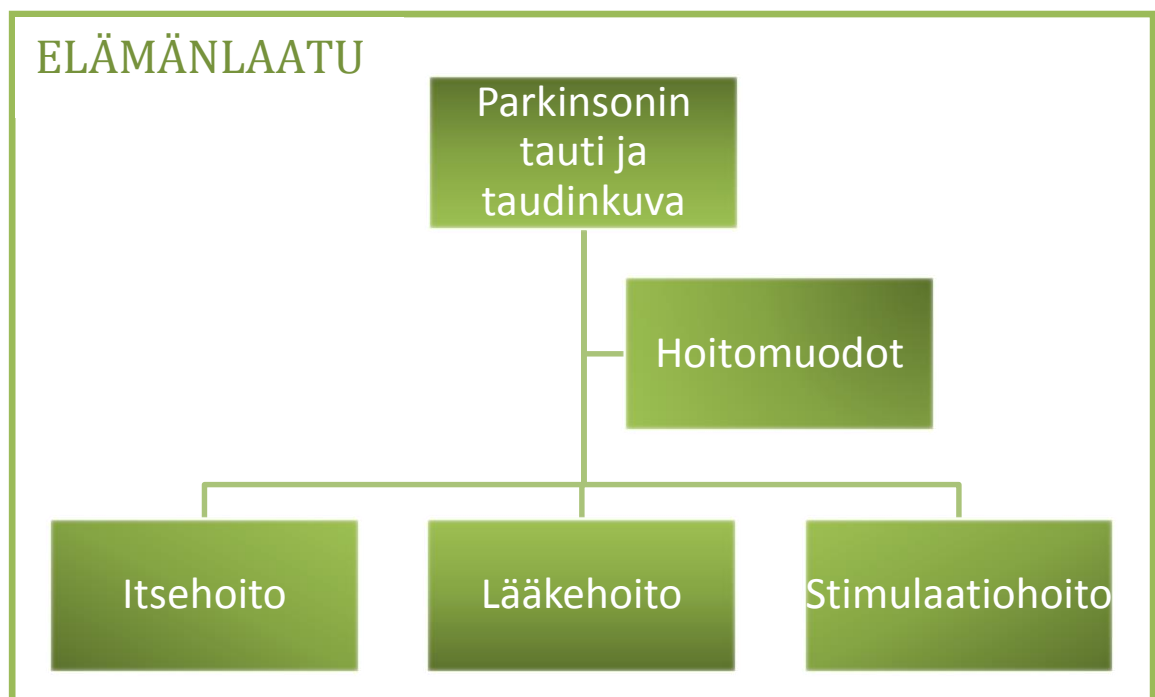 ELÄMÄNLAATU
Parkinsonin
tauti ja
taudinkuva
Hoitomuodot
Itsehoito
Lääkehoito
Stimulaatiohoito